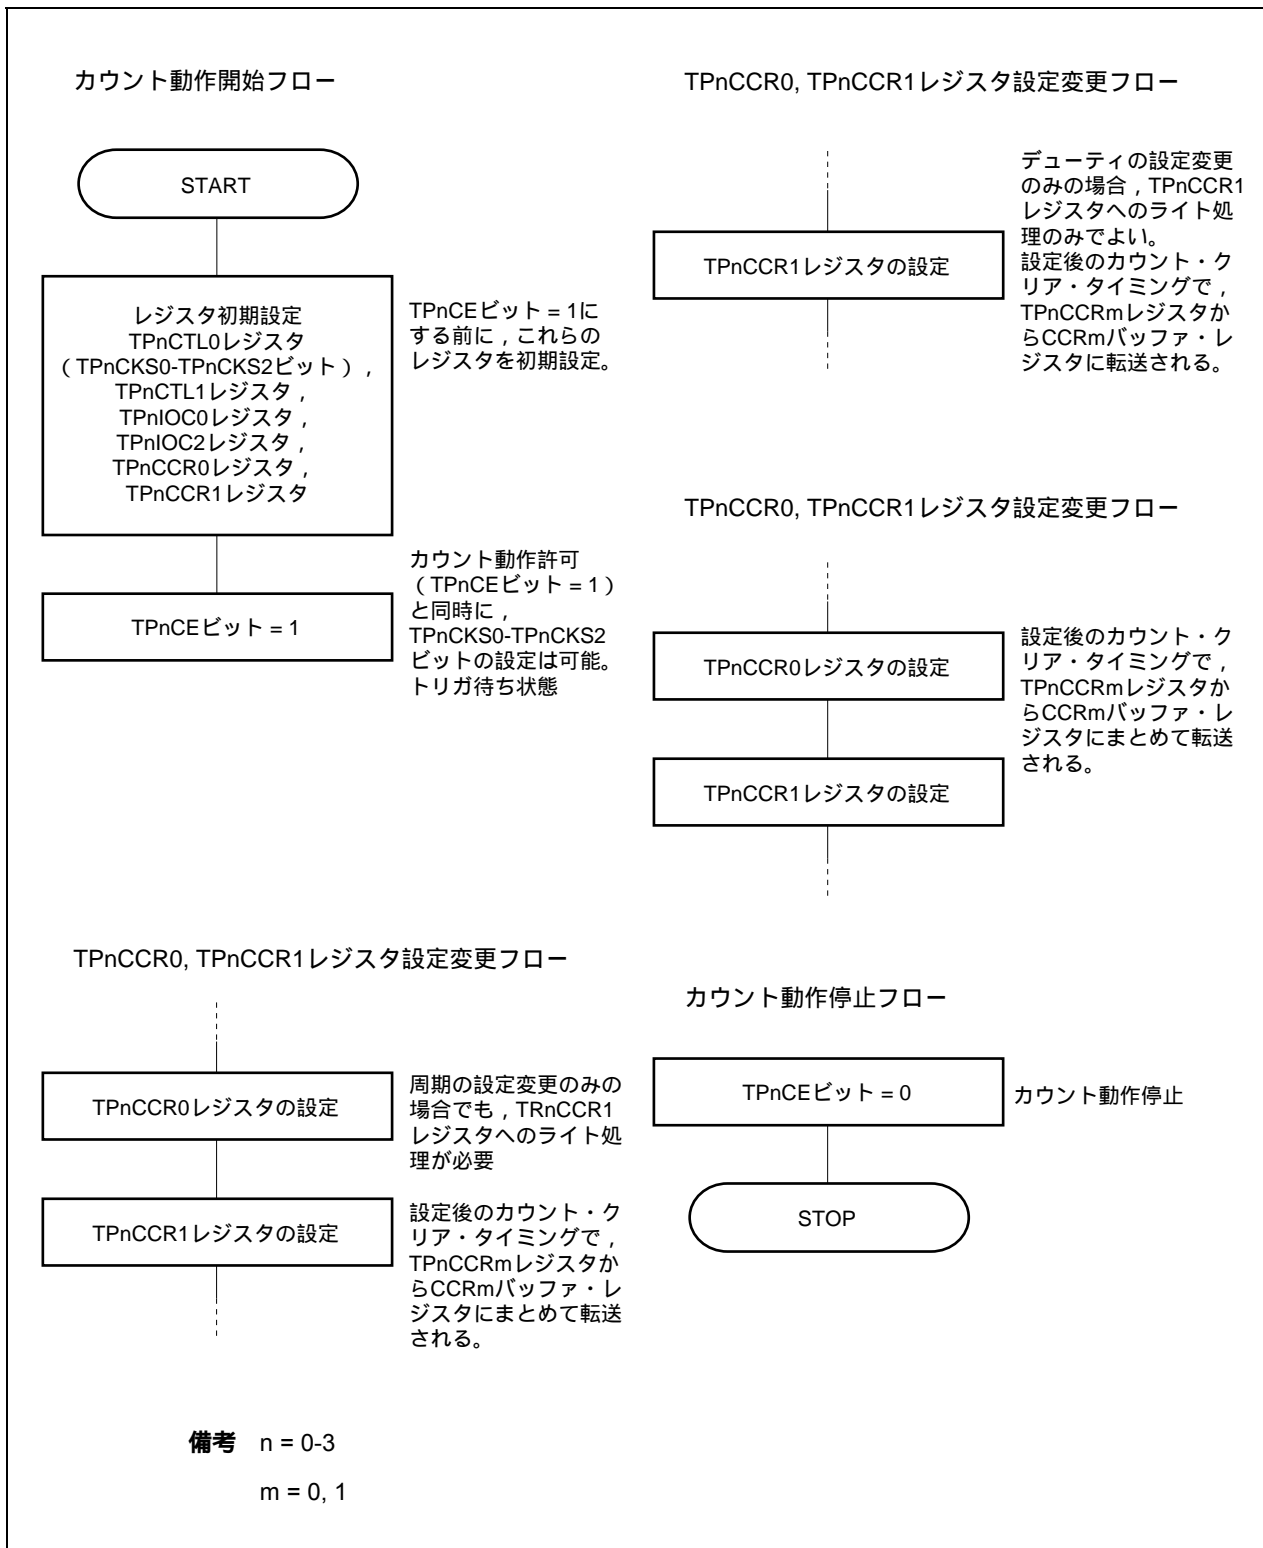 カウント動作開始フロー
START
レジスタ初期設定
TPnCTL0レジスタ
（TPnCKS0-TPnCKS2ビット），
TPnCTL1レジスタ，
TPnIOC0レジスタ，
TPnIOC2レジスタ，
TPnCCR0レジスタ，
TPnCCR1レジスタ
TPnCEビット = 1に
する前に，これらの
レジスタを初期設定。
TPnCEビット = 1
カウント動作許可
（TPnCEビット = 1）
と同時に，
TPnCKS0-TPnCKS2
ビットの設定は可能。
トリガ待ち状態
TPnCCR0, TPnCCR1レジスタ設定変更フロー
TPnCCR0レジスタの設定
周期の設定変更のみの
場合でも，TRnCCR1
レジスタへのライト処
理が必要
TPnCCR1レジスタの設定
設定後のカウント・ク
リア・タイミングで，
TPnCCRmレジスタか
らCCRmバッファ・レ
ジスタにまとめて転送
される。
TPnCCR0, TPnCCR1レジスタ設定変更フロー
TPnCCR1レジスタの設定
デューティの設定変更
のみの場合，TPnCCR1
レジスタへのライト処
理のみでよい。
設定後のカウント・ク
リア・タイミングで，
TPnCCRmレジスタか
らCCRmバッファ・レ
ジスタに転送される。
TPnCCR0, TPnCCR1レジスタ設定変更フロー
TPnCCR0レジスタの設定
設定後のカウント・ク
リア・タイミングで，
TPnCCRmレジスタか
らCCRmバッファ・レ
ジスタにまとめて転送
される。
TPnCCR1レジスタの設定
カウント動作停止フロー
TPnCEビット = 0
カウント動作停止
STOP
備考 n = 0-3
m = 0, 1